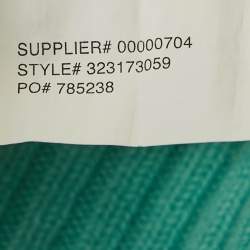 SUPPLIER# 00000704
STYLE# 323173059
PO# 785238